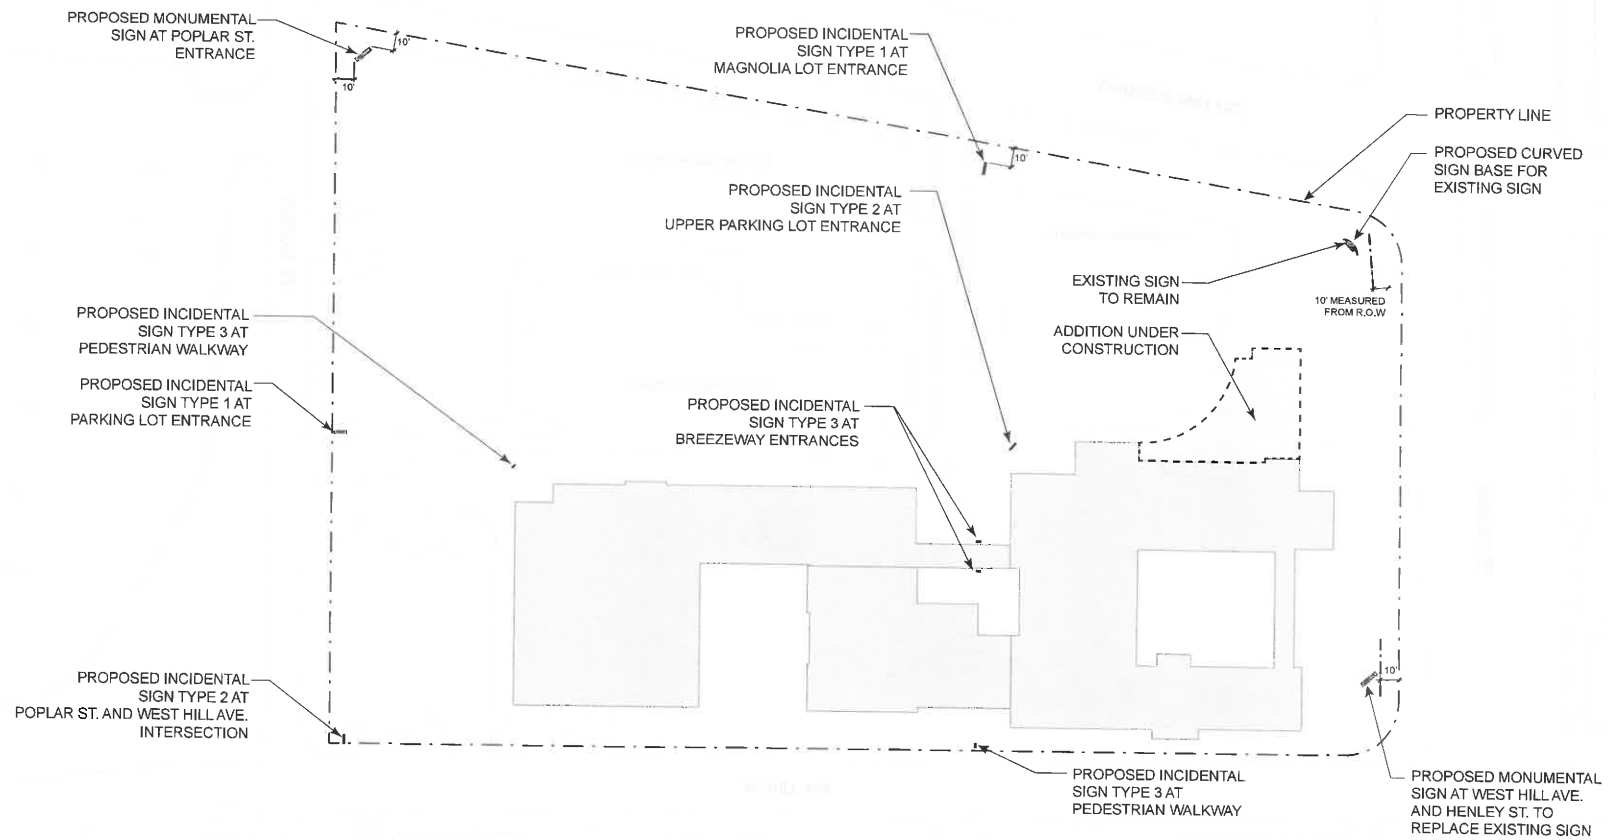 PROPOSED MONUMENTAL
SIGN AT POPLAR ST.
ENTRANCE
10'
10'
PROPOSED INCIDENTAL
SIGN TYPE 1 AT
MAGNOLIA LOT ENTRANCE
10'
PROPERTY LINE
PROPOSED CURVED
SIGN BASE FOR
EXISTING SIGN
PROPOSED INCIDENTAL
SIGN TYPE 2 AT
UPPER PARKING LOT ENTRANCE
EXISTING SIGN
TO REMAIN
10' MEASURED
FROM R.O.W
PROPOSED INCIDENTAL
SIGN TYPE 3 AT
PEDESTRIAN WALKWAY
ADDITION UNDER
CONSTRUCTION
PROPOSED INCIDENTAL
SIGN TYPE 1 AT
PARKING LOT ENTRANCE
PROPOSED INCIDENTAL
SIGN TYPE 3 AT
BREEZEWAY ENTRANCES
PROPOSED INCIDENTAL
SIGN TYPE 2 AT
POPLAR ST. AND WEST HILL AVE.
INTERSECTION
10'
PROPOSED INCIDENTAL
SIGN TYPE 3 AT
PEDESTRIAN WALKWAY
PROPOSED MONUMENTAL
SIGN AT WEST HILL AVE.
AND HENLEY ST. TO
REPLACE EXISTING SIGN